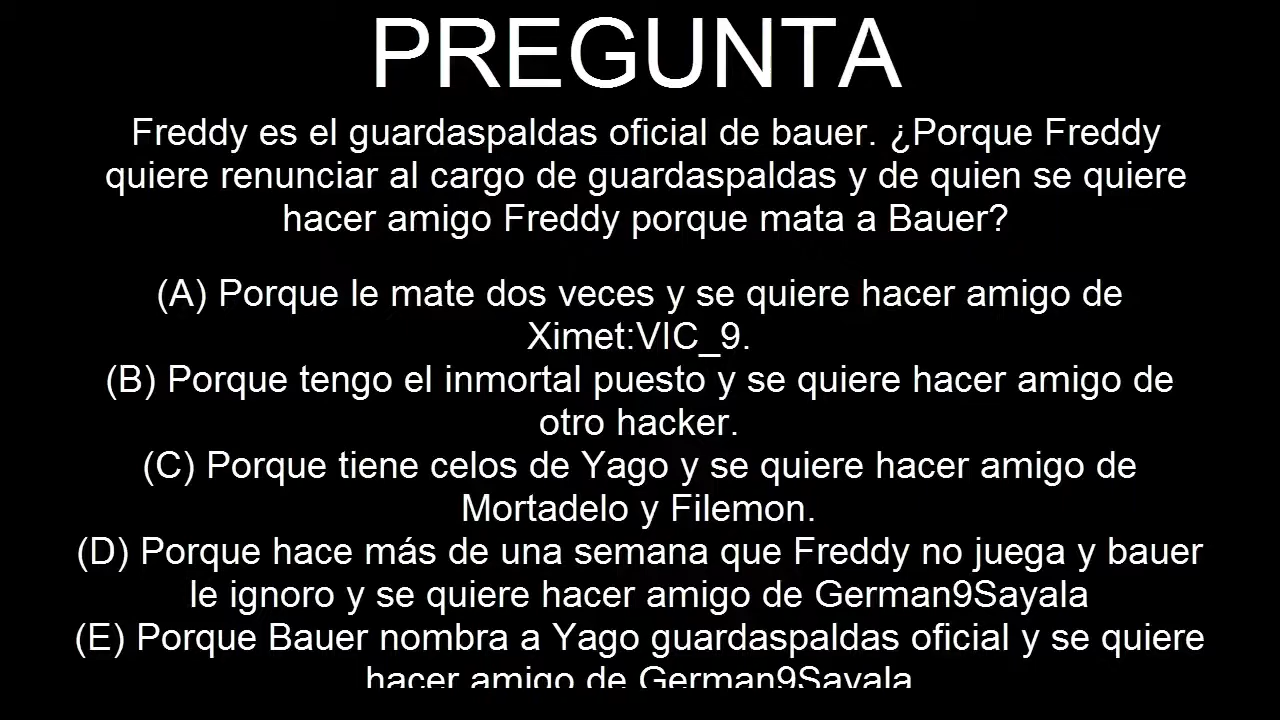 PREGUNTA
Freddy es el guardaspaldas oficial de bauer. ¿Porque Freddy
quiere renunciar al cargo de guardaspaldas y de quien se quiere
hacer amigo Freddy porque mata a Bauer?
(A) Porque le mate dos veces y se quiere hacer amigo de
Ximet:VIC_9.
(B) Porque tengo el inmortal puesto y se quiere hacer amigo de
otro hacker.
(C) Porque tiene celos de Yago y se quiere hacer amigo de
Mortadelo y Filemon.
(D) Porque hace más de una semana que Freddy no juega y bauer
le ignoro y se quiere hacer amigo de German9Sayala
(E) Porque Bauer nombra a Yago guardaspaldas oficial y se quiere
hacer amigo de German9Sayala